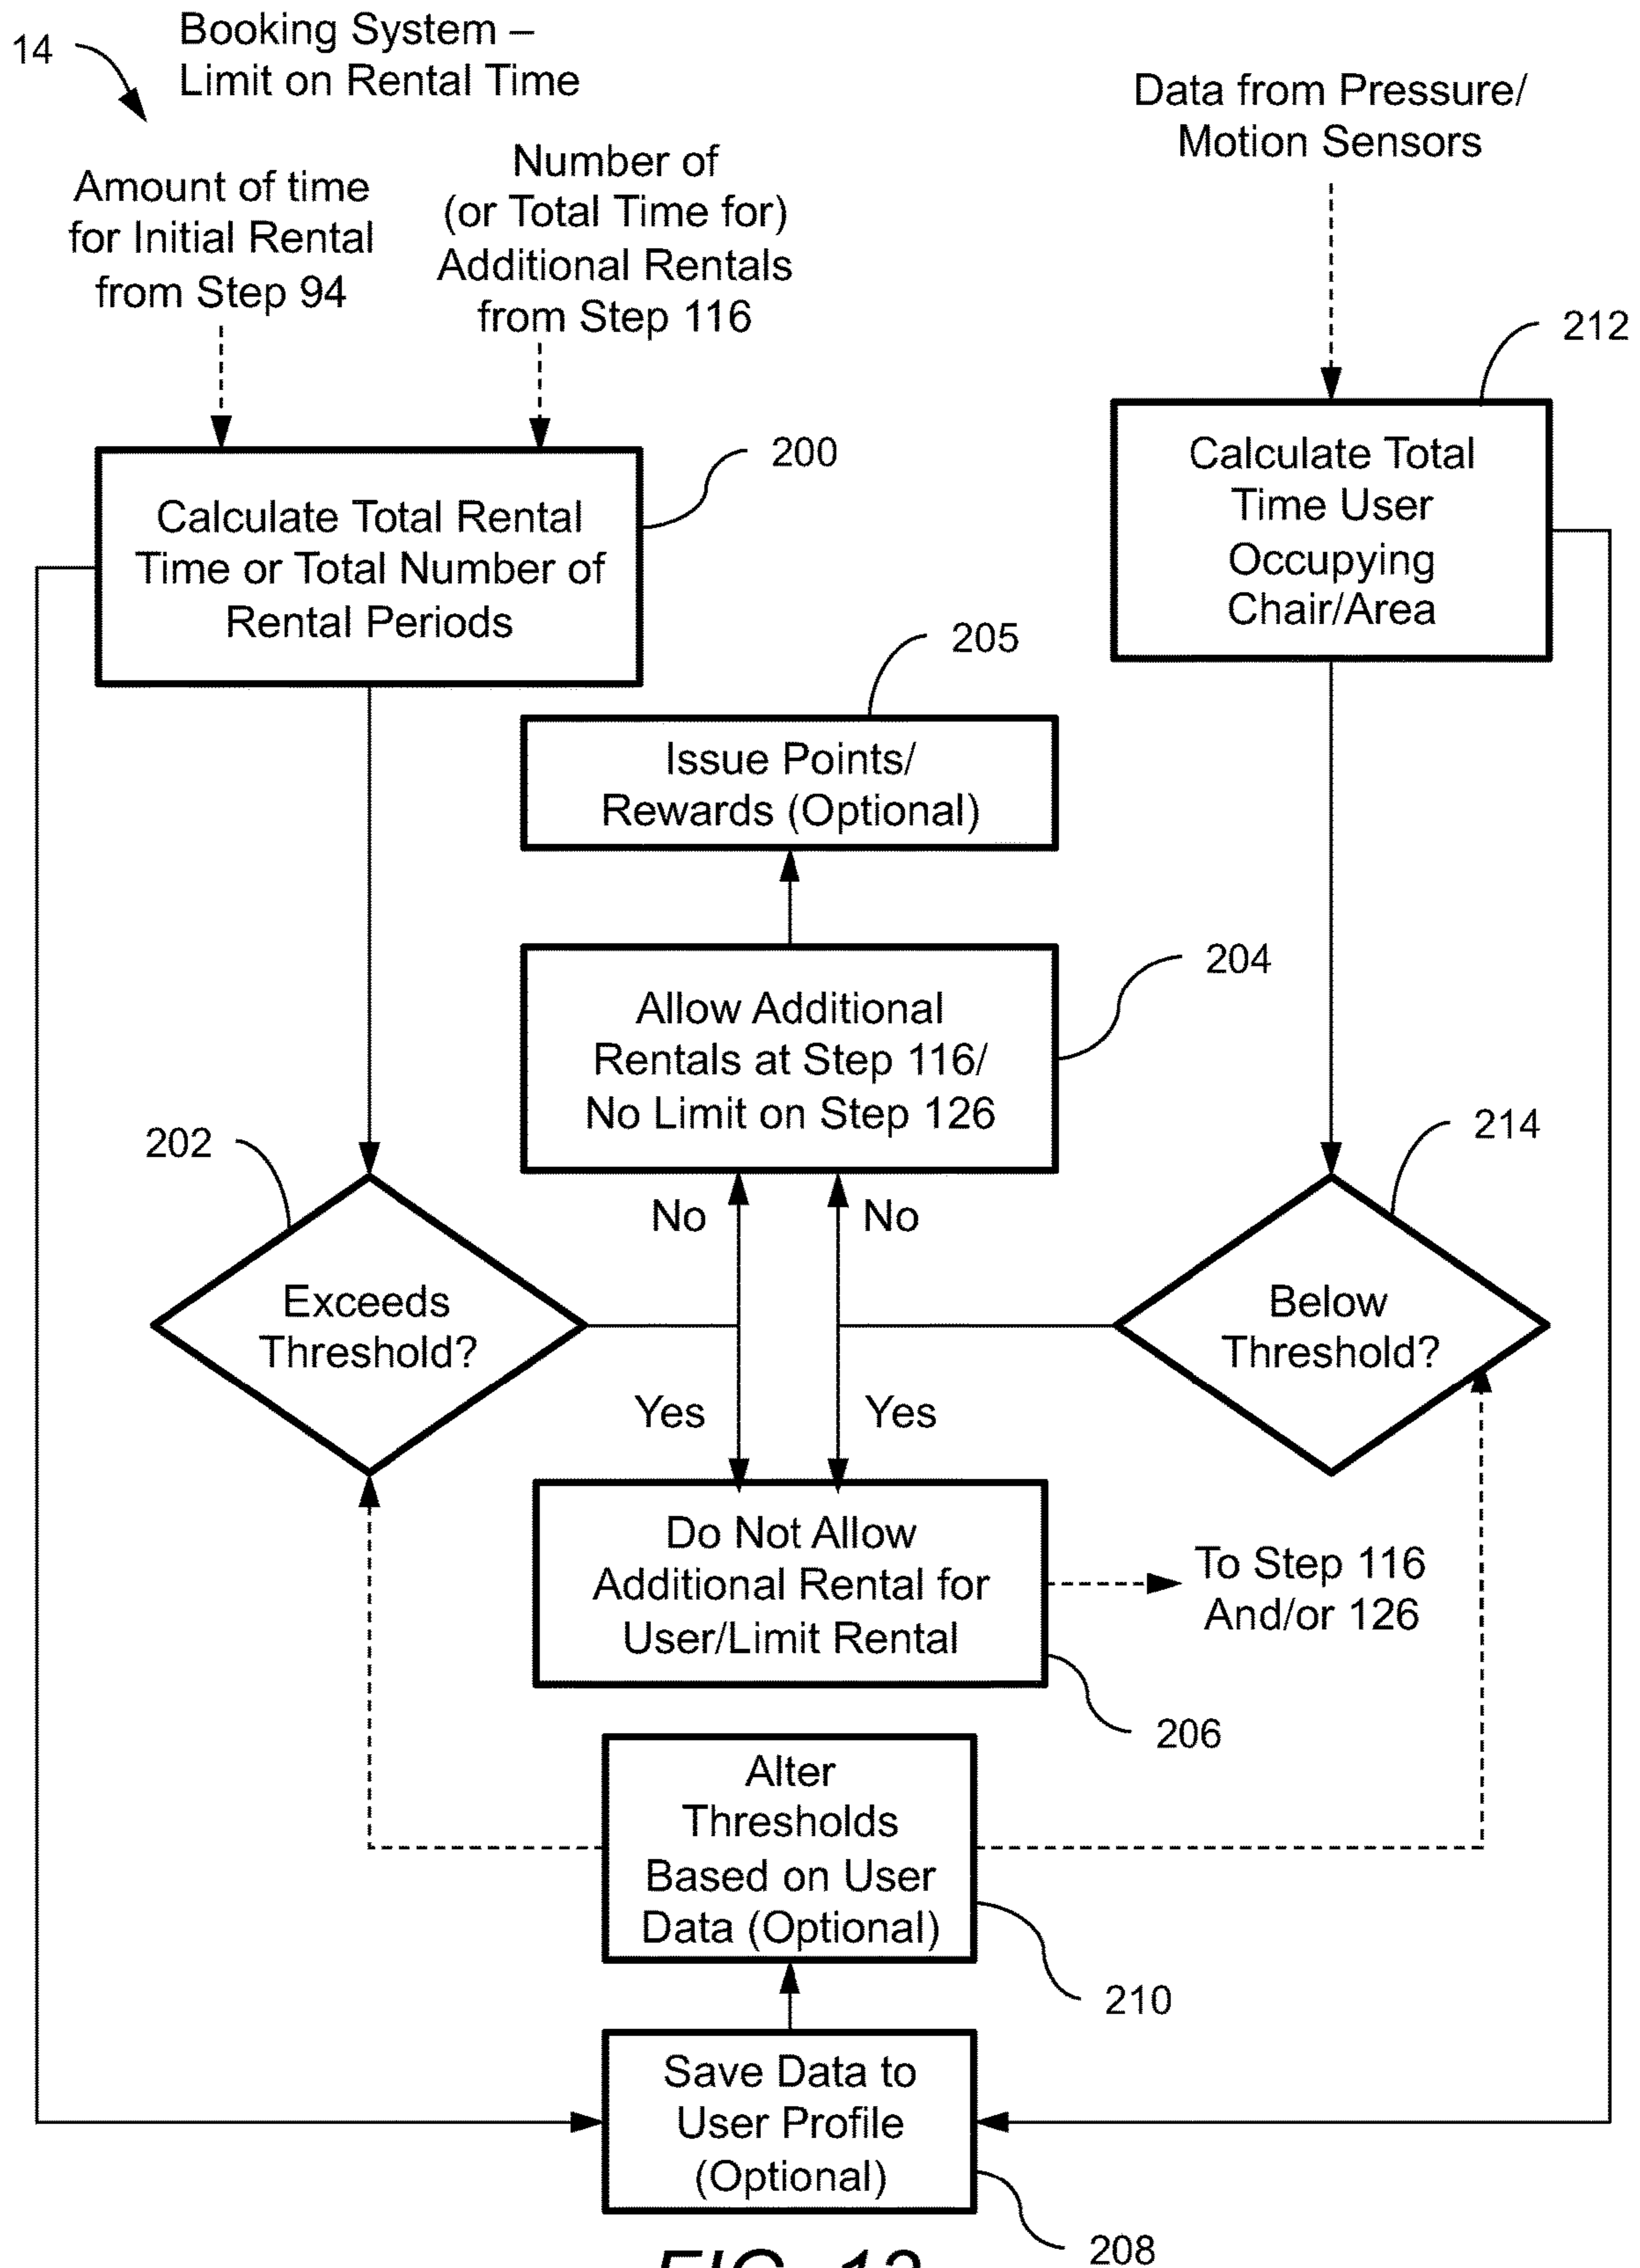 14
Booking System –
Limit on Rental Time
Amount of time
for Initial Rental
from Step 94
Number of
(or Total Time for)
Additional Rentals
from Step 116
Data from Pressure/
Motion Sensors
212
200
Calculate Total Rental
Time or Total Number of
Rental Periods
Calculate Total
Time User
Occupying
Chair/Area
205
Issue Points/
Rewards (Optional)
204
Allow Additional
Rentals at Step 116/
No Limit on Step 126
202
214
No
No
Exceeds
Threshold?
Below
Threshold?
Yes
Yes
Do Not Allow
Additional Rental for
User/Limit Rental
To Step 116
And/or 126
206
Alter
Thresholds
Based on User
Data (Optional)
210
Save Data to
User Profile
(Optional)
208